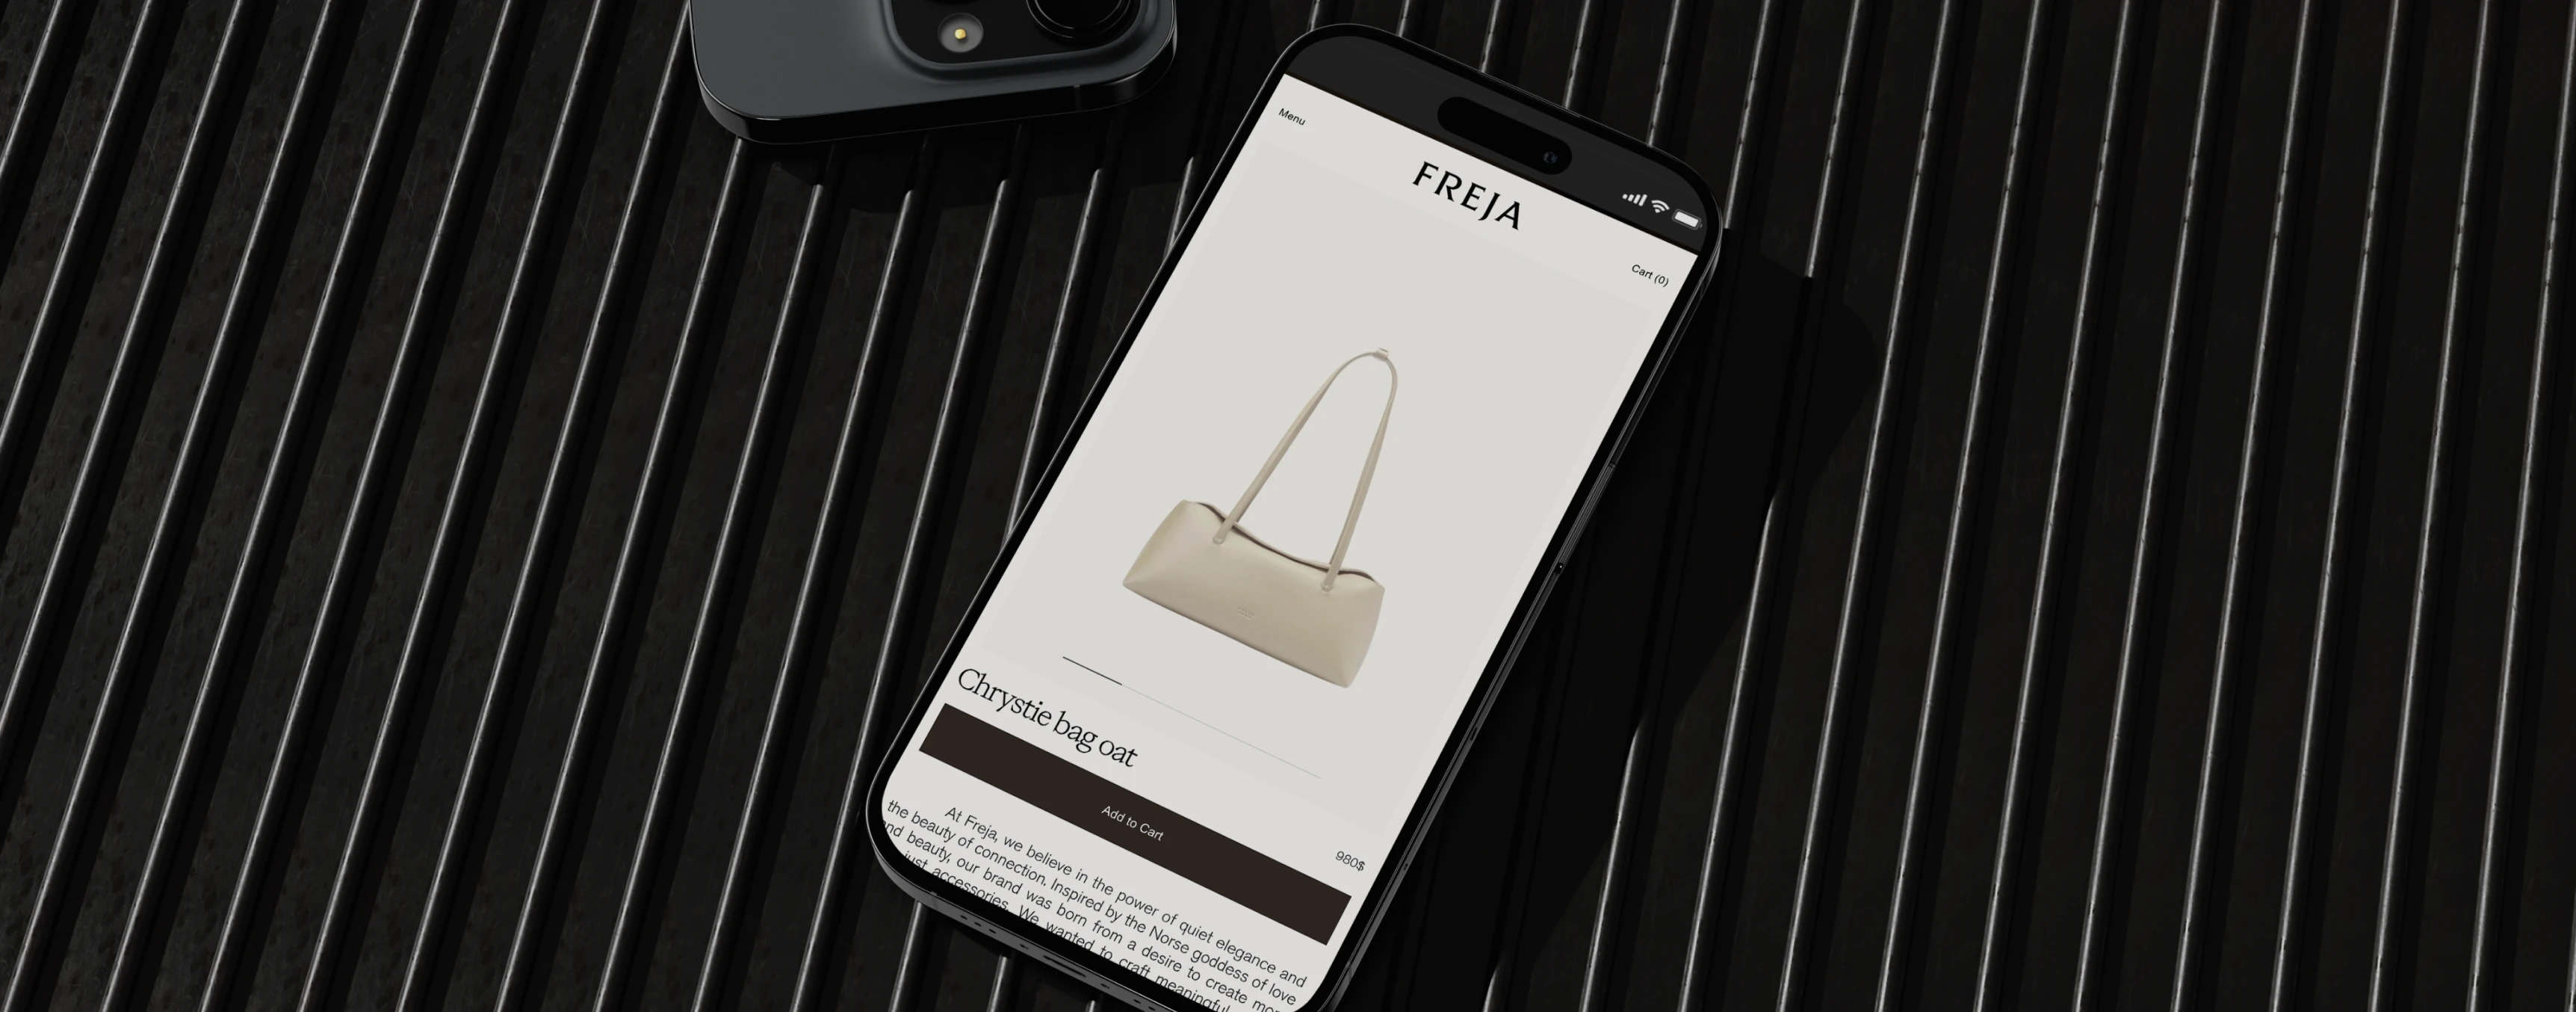 Menu
FREJA
Cart (0)
Chrystie bag oat
980$
Add to Cart
At Freja, we believe in the power of quiet elegance and
the beauty of connection. Inspired by the Norse goddess of love
and beauty, our brand was born from a desire to create
just accessories. We wanted to craft meaningful